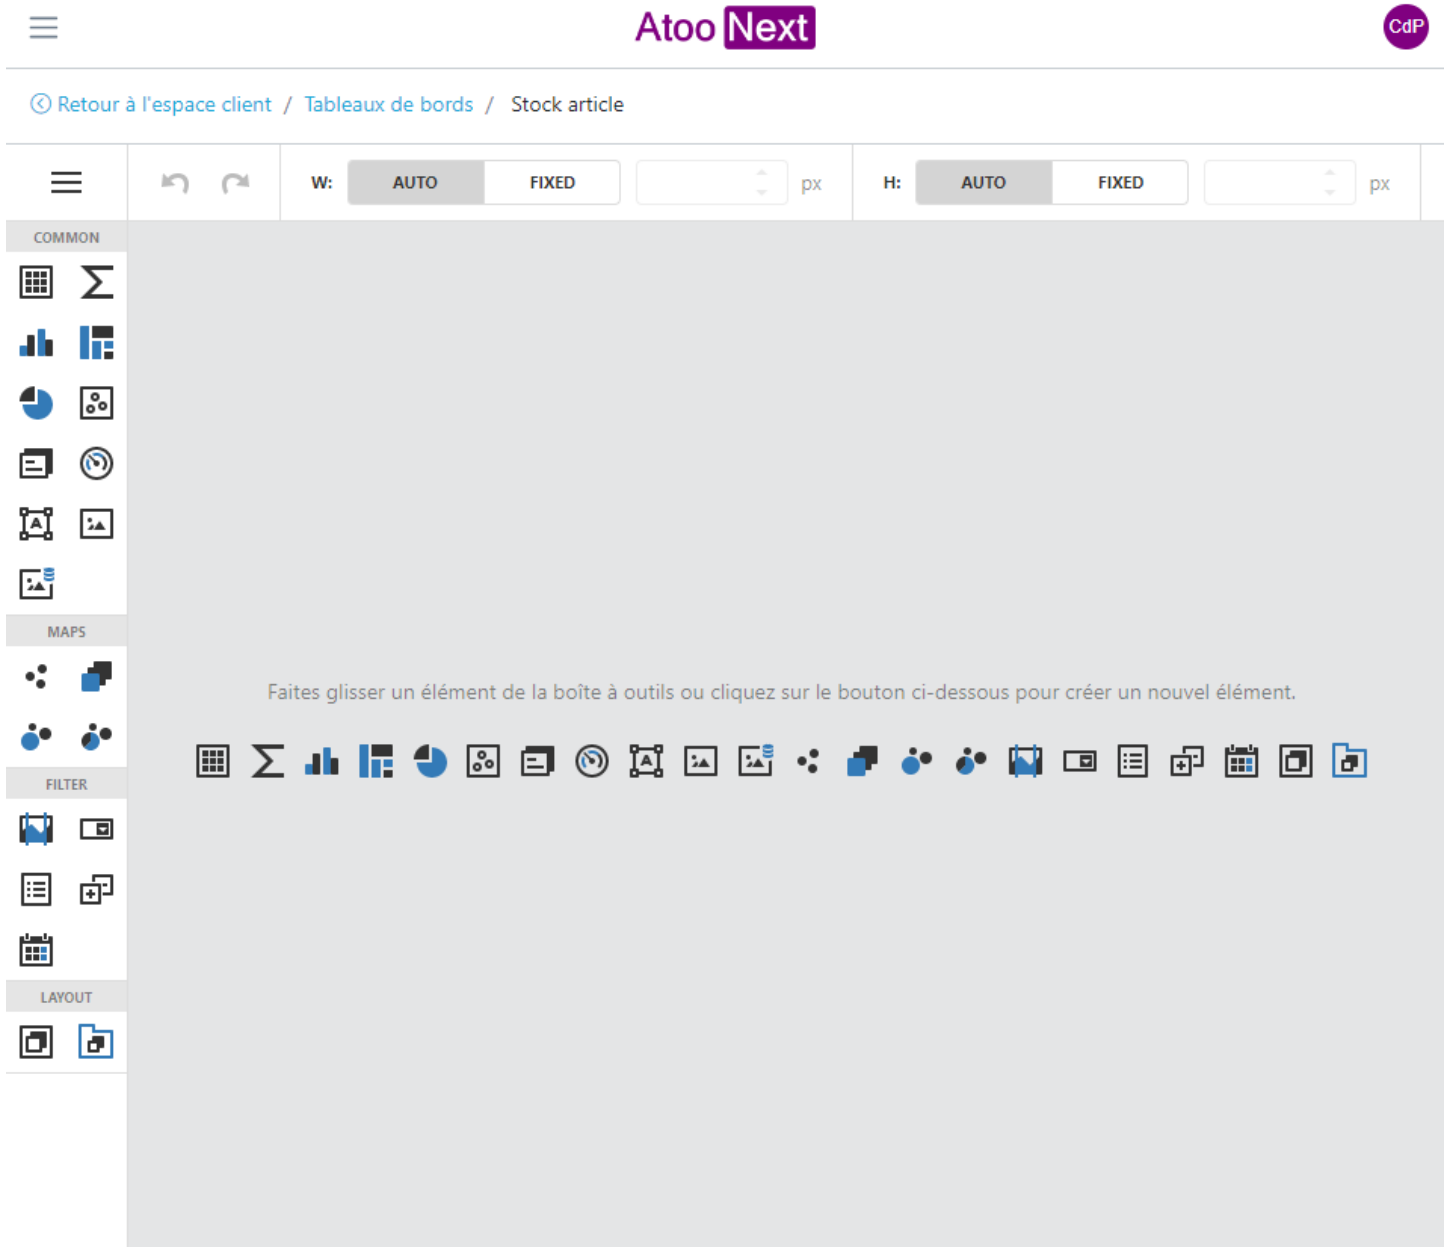 Atoo Next
CdP
Retour à l'espace client / Tableaux de bords / Stock article
W: AUTO FIXED px H: AUTO FIXED px
COMMON
MAPS
Faites glisser un élément de la boîte à outils ou cliquez sur le bouton ci-dessous pour créer un nouvel élément.
FILTER
LAYOUT